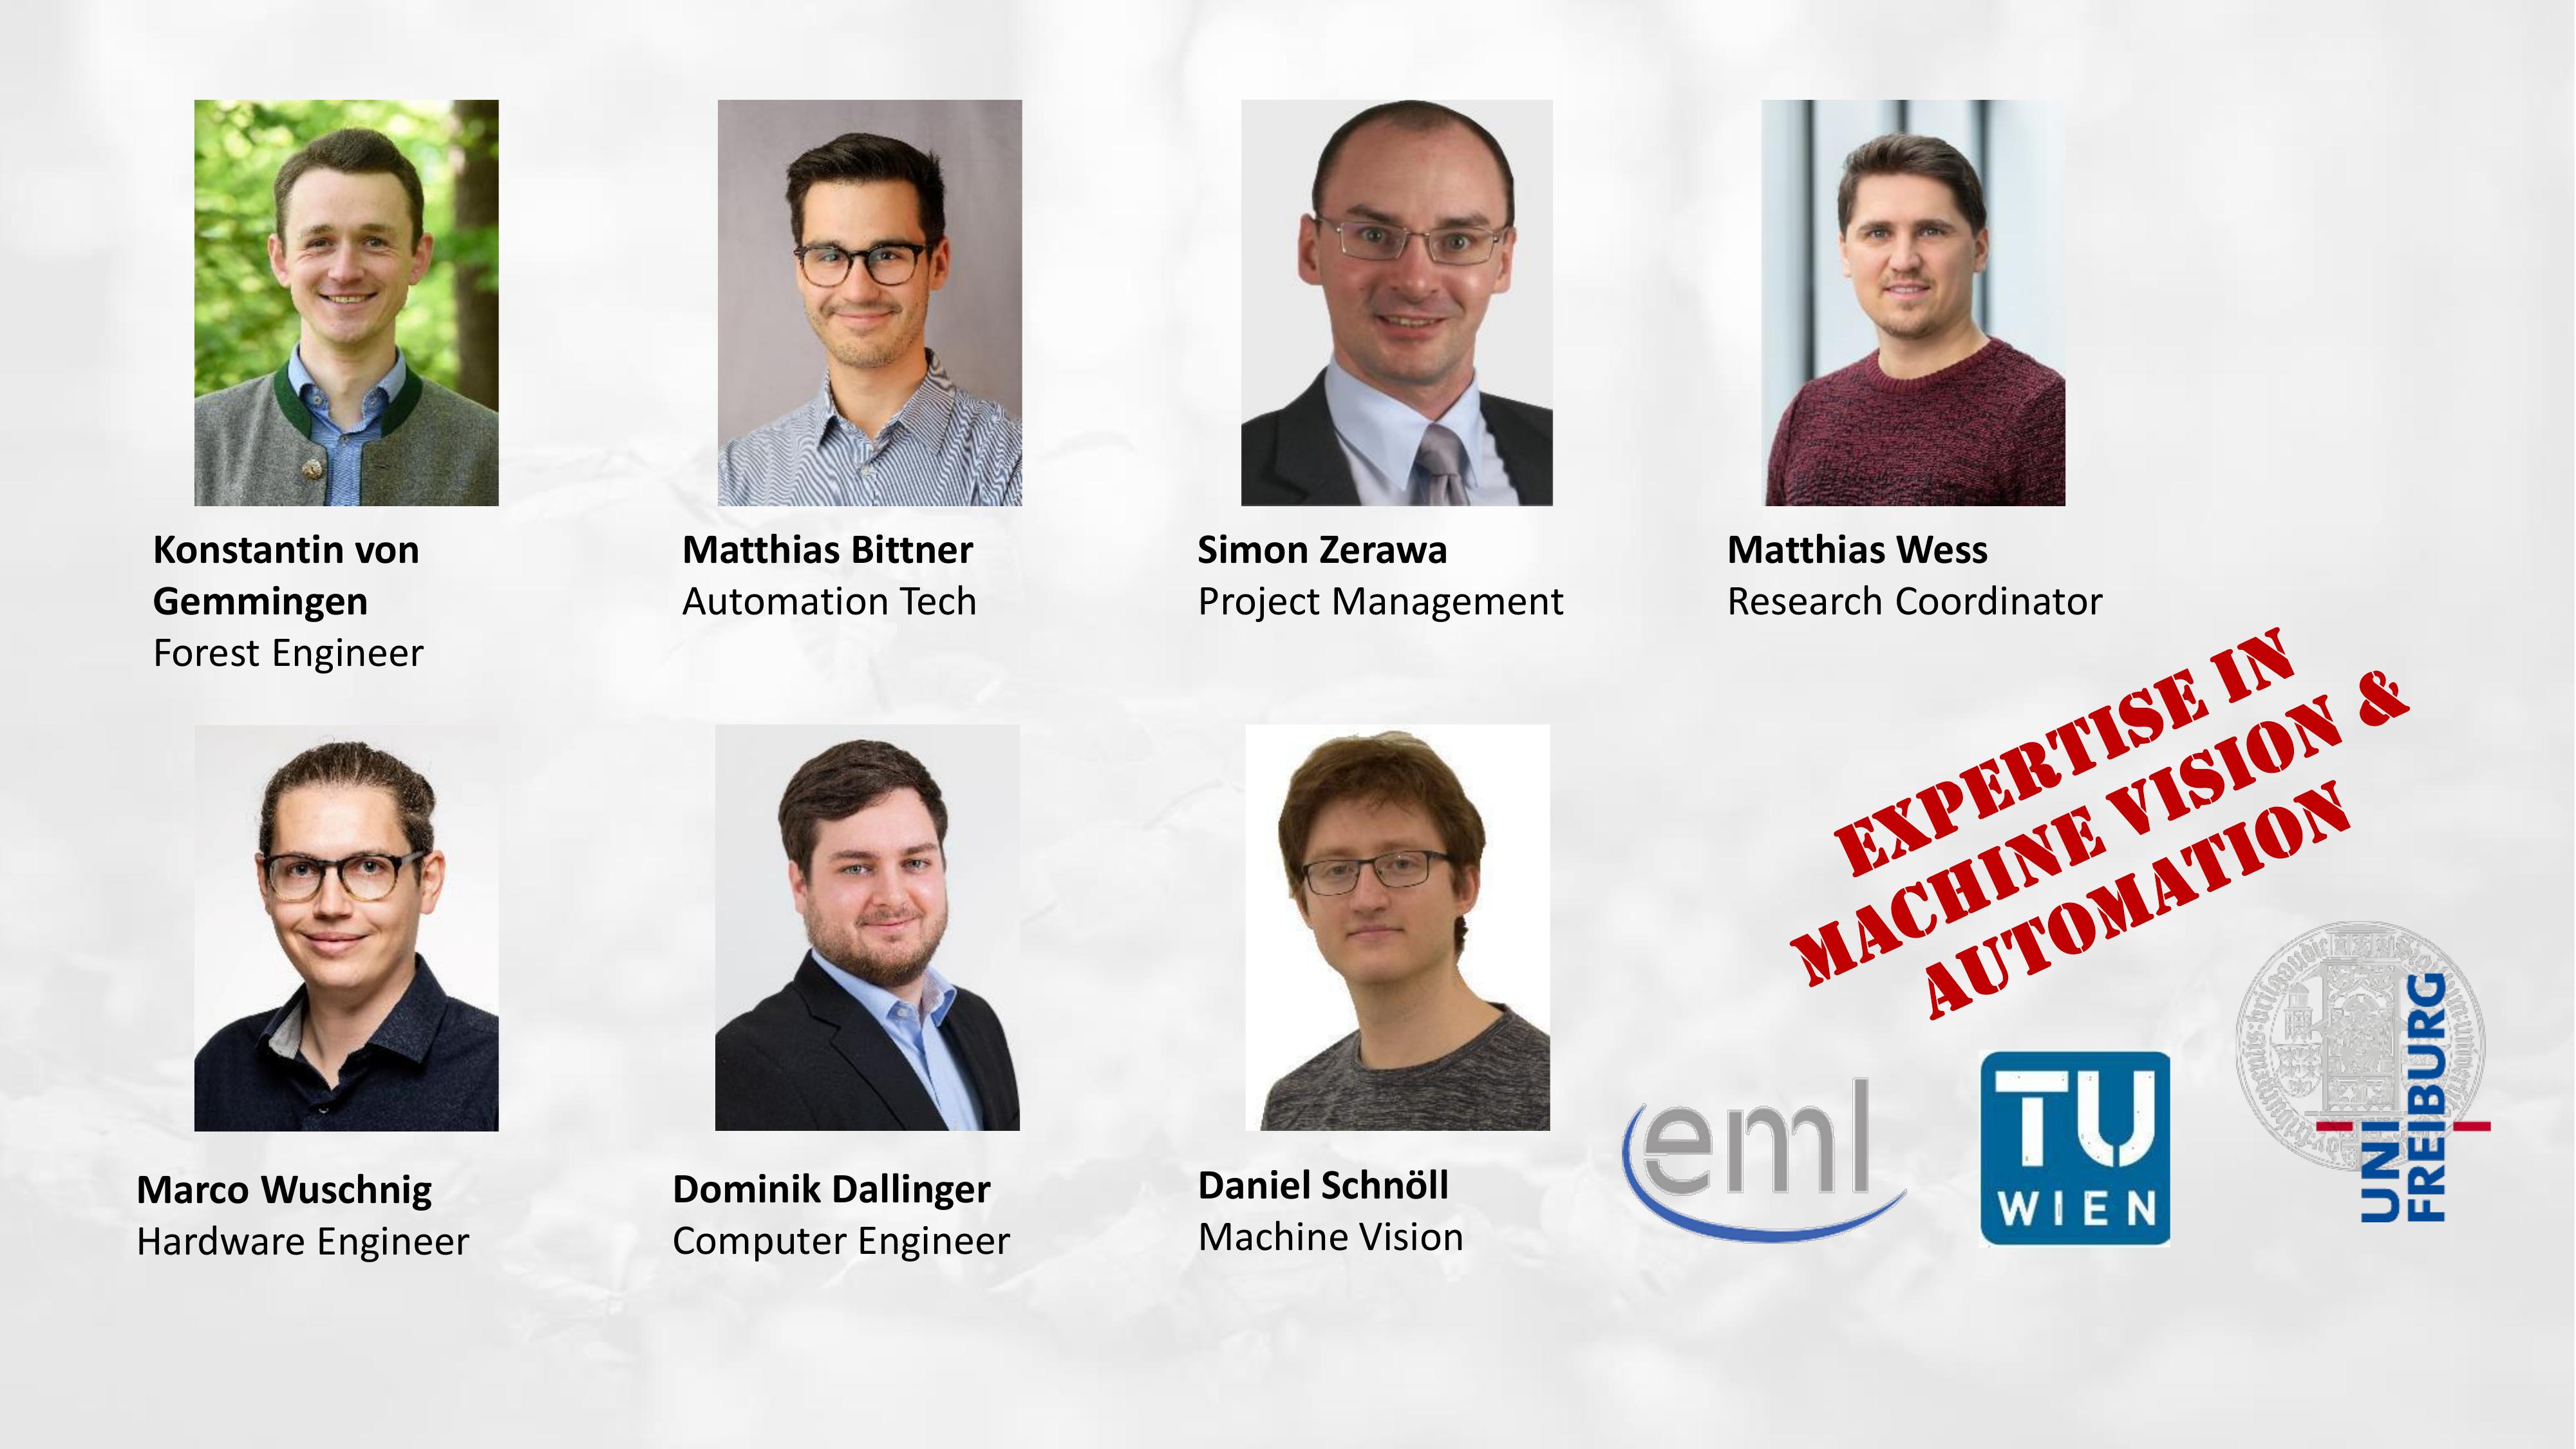 Konstantin von
Gemmingen
Forest Engineer
Matthias Bittner
Automation Tech
Simon Zerawa
Project Management
Matthias Wess
Research Coordinator
Marco Wuschnig
Hardware Engineer
Dominik Dallinger
Computer Engineer
Daniel Schnöll
Machine Vision
EXPERTISE IN
MACHINE VISION &
AUTOMATION
eml
TU
WIEN
UNI
FREIBURG